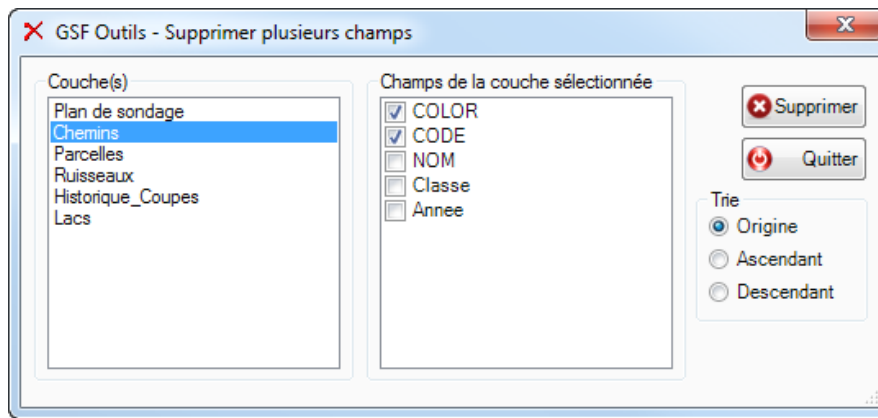 GSF Outils - Supprimer plusieurs champs
Couche(s)
Plan de sondage
Chemins
Parcelles
Ruisseaux
Historique_Coupes
Lacs
Champs de la couche sélectionnée
COLOR
CODE
NOM
Classe
Annee
Supprimer
Quitter
Trie
Origine
Ascendant
Descendant